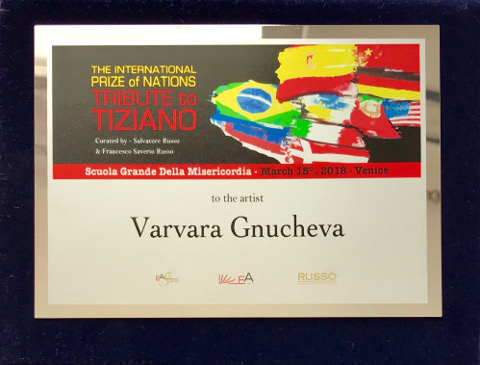 THE INTERNATIONAL
PRIZE of NATIONS
TRIBUTE to
TIZIANO
Curated by - Salvatore Russo
& Francesco Saverio Russo
Scuola Grande Della Misericordia - March 18th, 2018 - Venice
to the artist
Varvara Gnucheva
EA
RUSSO